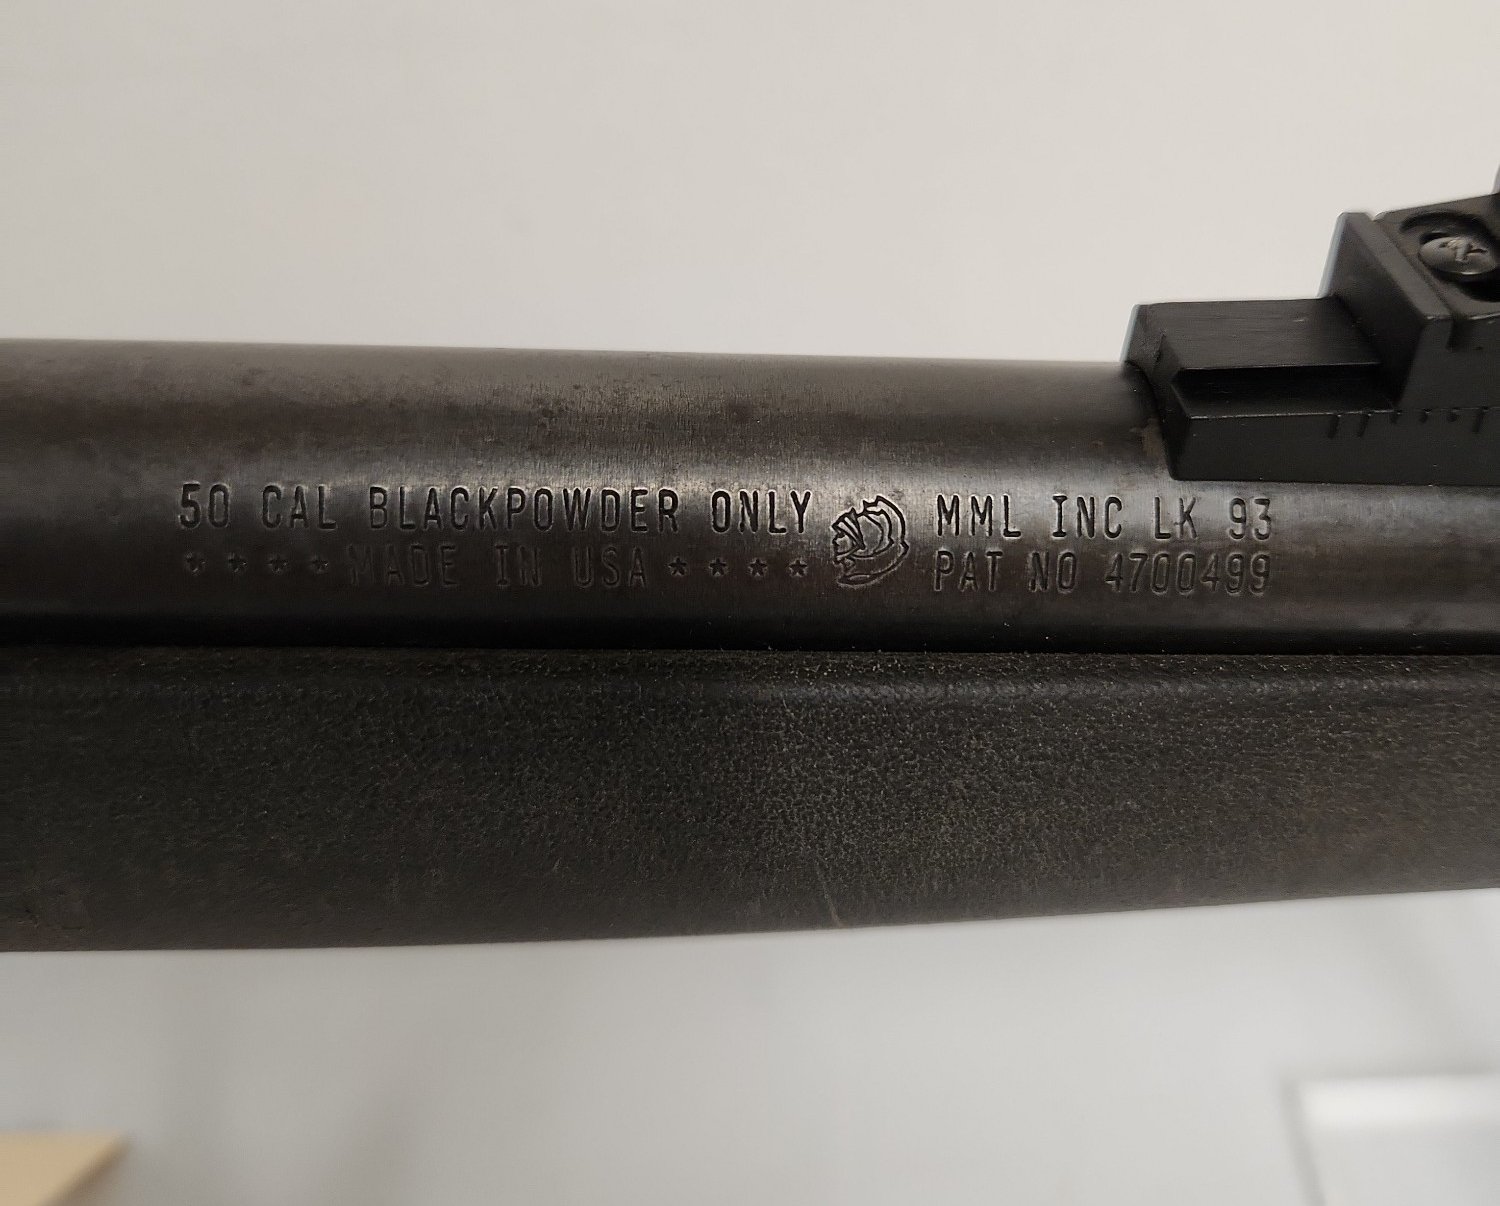 50 CAL BLACKPOWDER ONLY MML INC LK 93
****MADE IN USA**** PAT NO 4700499